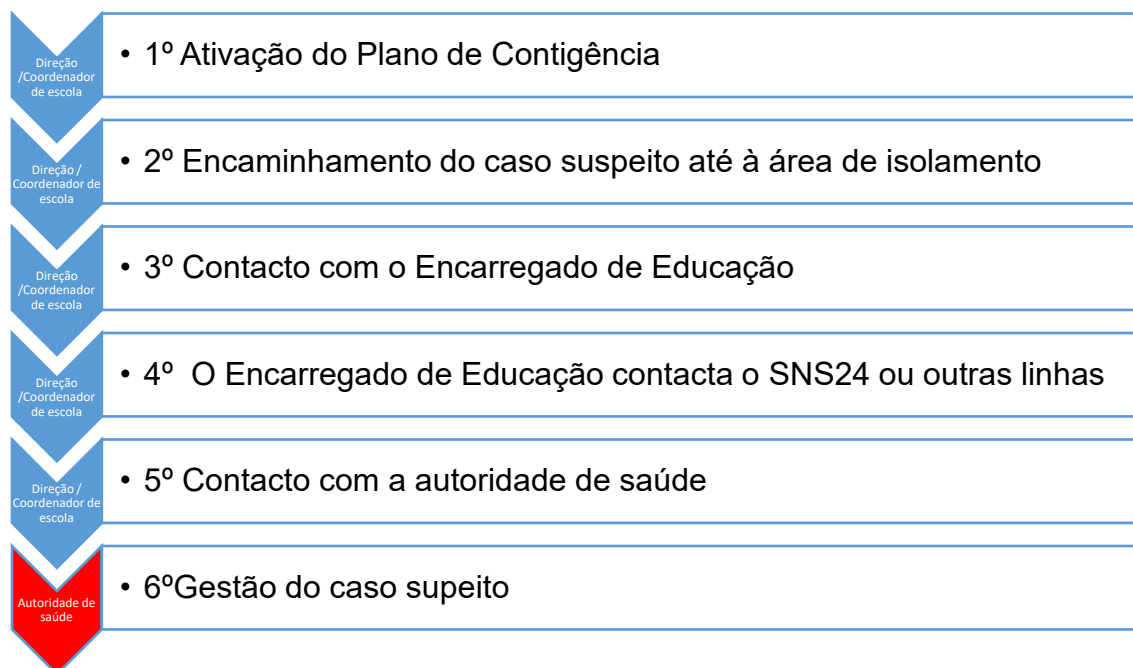 Direção
/Coordenador
de escola
• 1º Ativação do Plano de Contigência
Direção /
Coordenador de
escola
• 2º Encaminhamento do caso suspeito até à área de isolamento
Direção
/Coordenador
de escola
• 3º Contacto com o Encarregado de Educação
Direção
/Coordenador
de escola
• 4º  O Encarregado de Educação contacta o SNS24 ou outras linhas
Direção /
Coordenador de
escola
• 5º Contacto com a autoridade de saúde
Autoridade de
saúde
• 6ºGestão do caso supeito